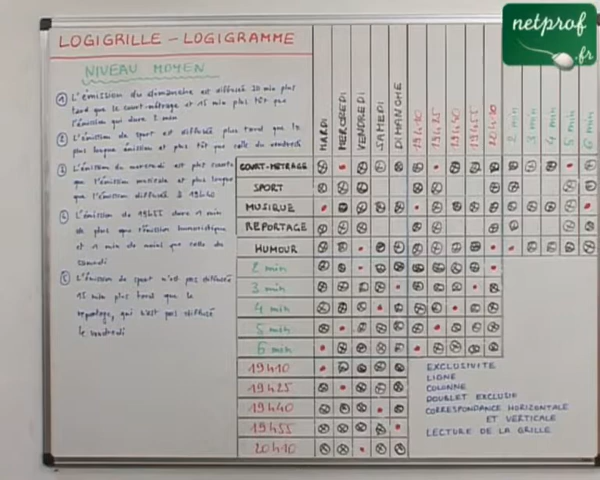 netprof
.fr
LOGIGRILLE - LOGIGRAMME
NIVEAU MOYEN
① L'émission du dimanche est diffusée 30 min plus
tard que le court-métrage et 15 min plus tôt que
l'émission qui dure 2 min
② L'émission de sport est diffusée plus tard que la
plus longue émission et plus tôt que celle du vendredi
③ L'émission du mercredi est plus courte
que l'émission musicale et plus longue
que l'émission diffusée à 19h40
④ L'émission de 19h55 dure 1 min
de plus que l'émission humoristique
et 1 min de moins que celle du
samedi
⑤ L'émission de sport n'est pas diffusée
15 min plus tard que le
reportage, qui n'est pas diffusé
le vendredi
MARDI
MERCREDI
VENDREDI
SAMEDI
DIMANCHE
19h10
19h25
19h55
20h10
2 min
3 min
4 min
5 min
6 min
COURT-METRAGE
SPORT
MUSIQUE
REPORTAGE
HUMOUR
2 min
3 min
4 min
5 min
6 min
19h10
19h25
19h40
19h55
20h10
EXCLUSIVITE
LIGNE
COLONNE
DOUBLET EXCLUSIF
CORRESPONDANCE HORIZONTALE
ET VERTICALE
LECTURE DE LA GRILLE